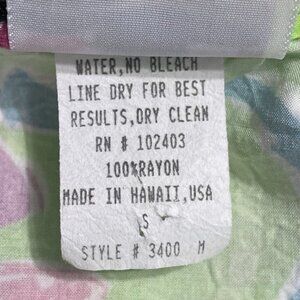 WATER, NO BLEACH
LINE DRY FOR BEST
RESULTS, DRY CLEAN
RN # 102403
100%RAYON
MADE IN HAWAII, USA
S
STYLE # 3400 M